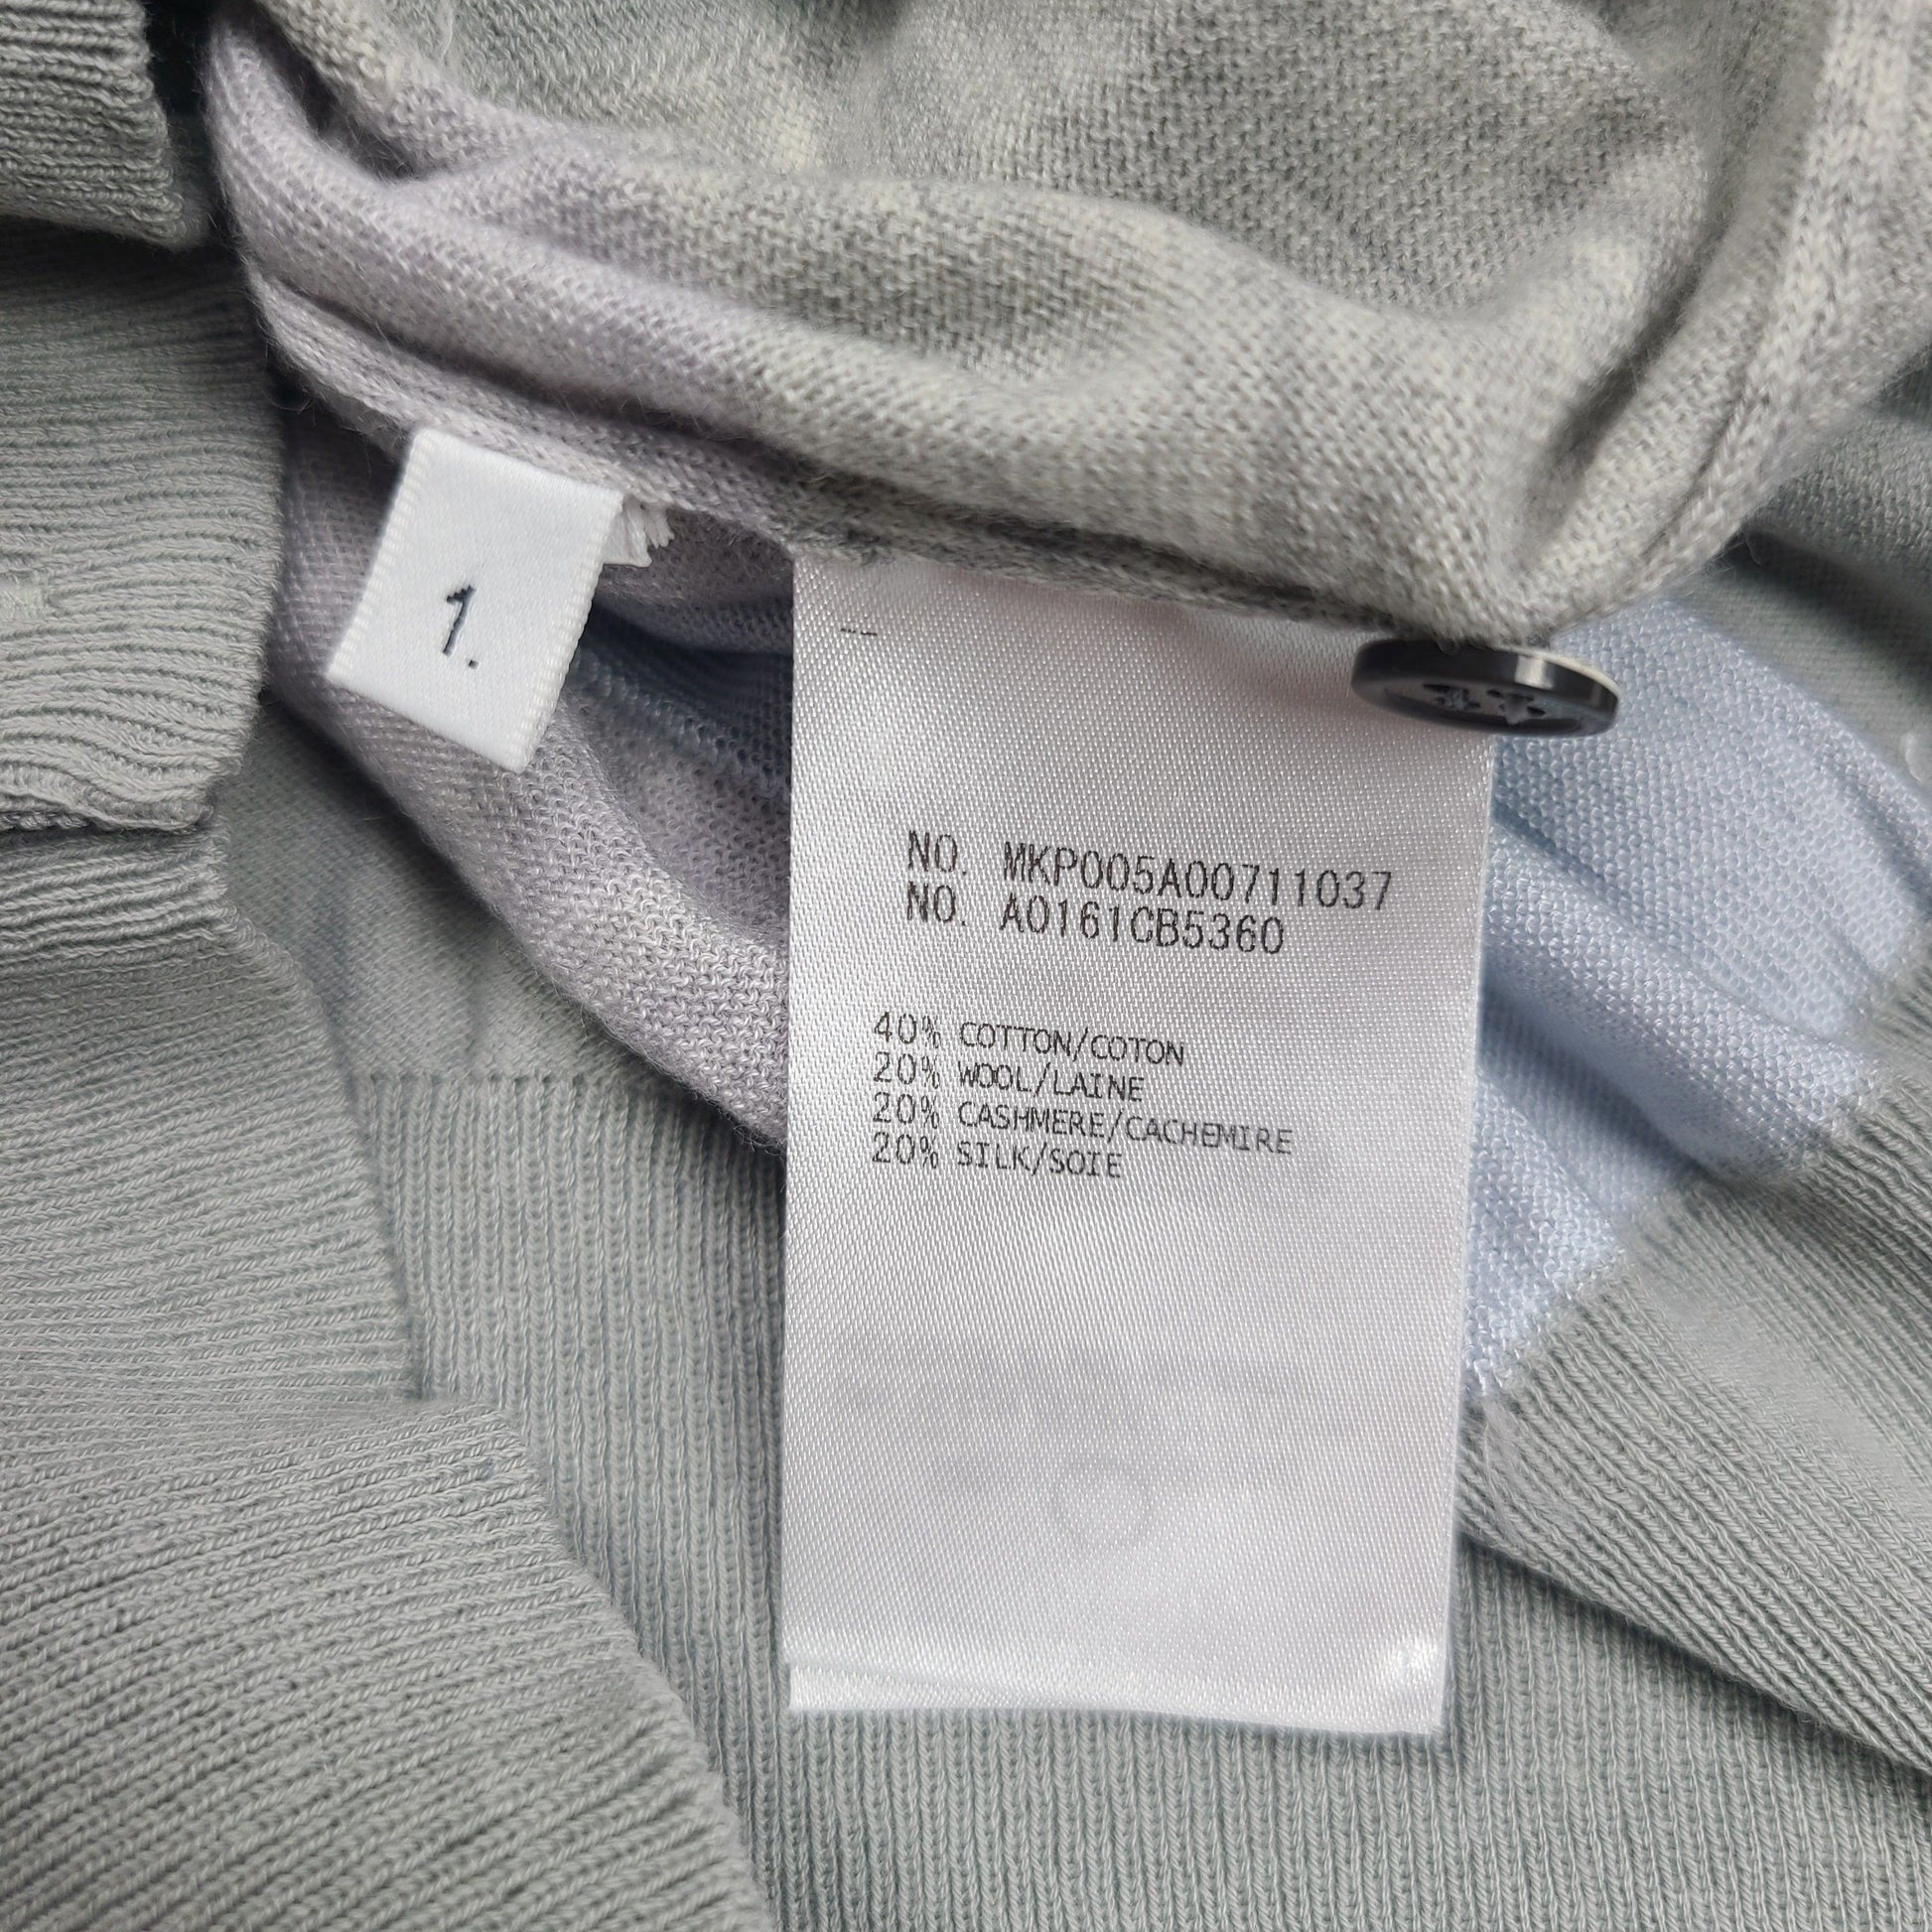 1.
--
NO. MKP005A00711037
NO. A0161CB5360
40% COTTON/COTON
20% WOOL/LAINE
20% CASHMERE/CACHEMIRE
20% SILK/SOIE